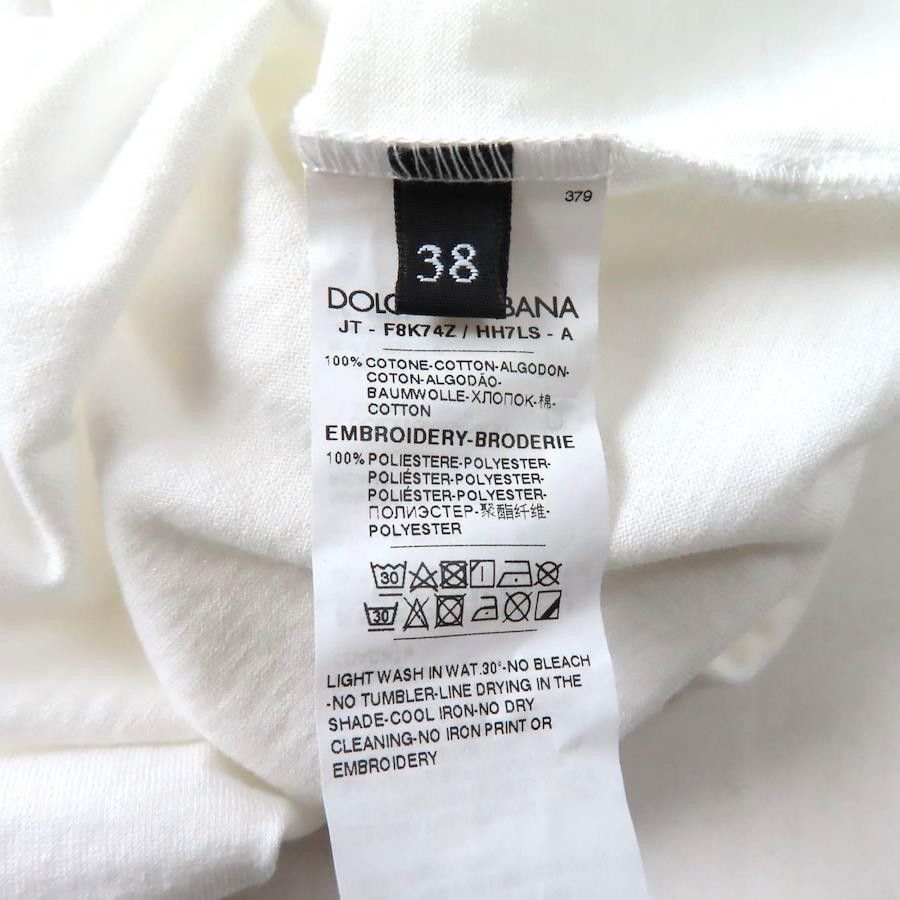 379
38
DOLC BANA
JT - F8K74Z / HH7LS - A
100% COTONE-COTTON-ALGODON-
COTON-ALGODÃO-
BAUMWOLLE-ХЛОПОК-棉-
COTTON
EMBROIDERY-BRODERIE
100% POLIESTERE-POLYESTER-
POLIÉSTER-POLYESTER-
POLIÉSTER-POLYESTER-
ПОЛИЭСТЕР-聚酯纤维-
POLYESTER
30
30
LIGHT WASH IN WAT.30°-NO BLEACH
-NO TUMBLER-LINE DRYING IN THE
SHADE-COOL IRON-NO DRY
CLEANING-NO IRON PRINT OR
EMBROIDERY